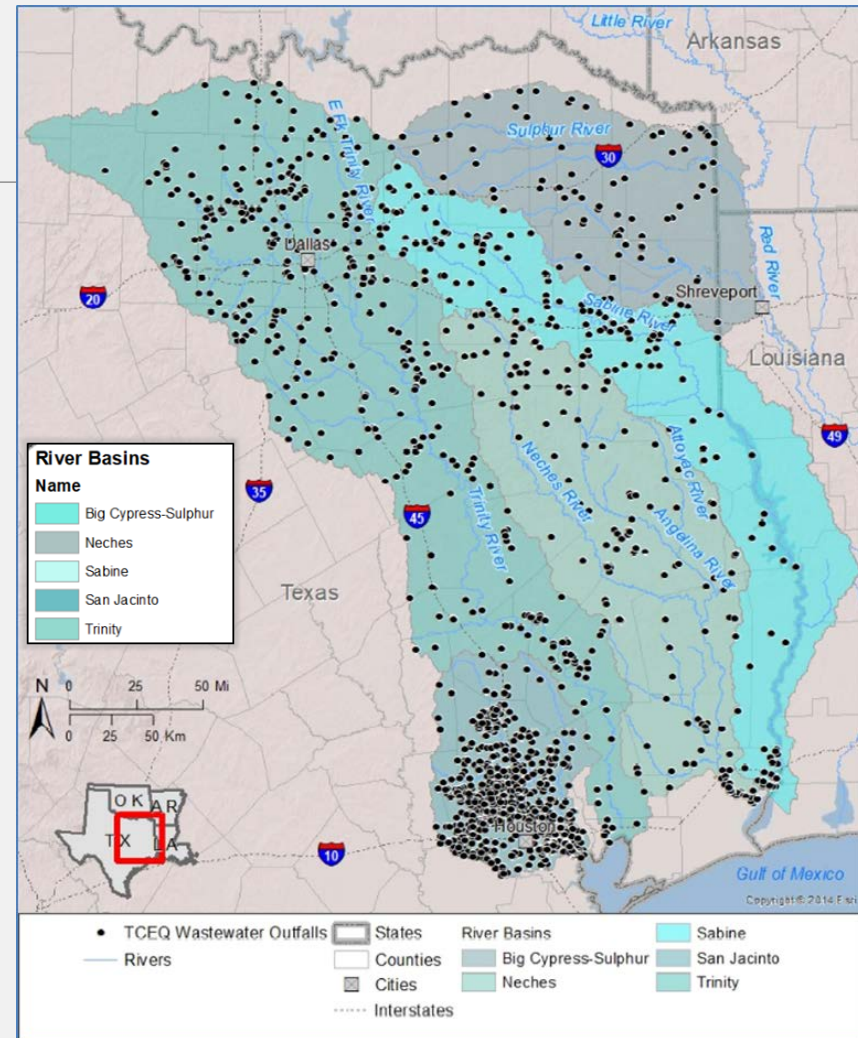 Little River
Arkansas
E Fk Trinity River
Sulphur River
30
Dallas
Red River
Shreveport
20
Sabine River
Louisiana
49
Attoyac River
Neches River
River Basins
Name
Big Cypress-Sulphur
Neches
Sabine
San Jacinto
Trinity
35
45
Trinity River
Angelina River
Texas
N 0 25 50 Mi
0 25 50 Km
OK AR
TX LA
Houston
10
Gulf of Mexico
Copyright:© 2014 Esri
TCEQ Wastewater Outfalls States River Basins Sabine
Rivers Counties Big Cypress-Sulphur San Jacinto
Cities Neches Trinity
Interstates